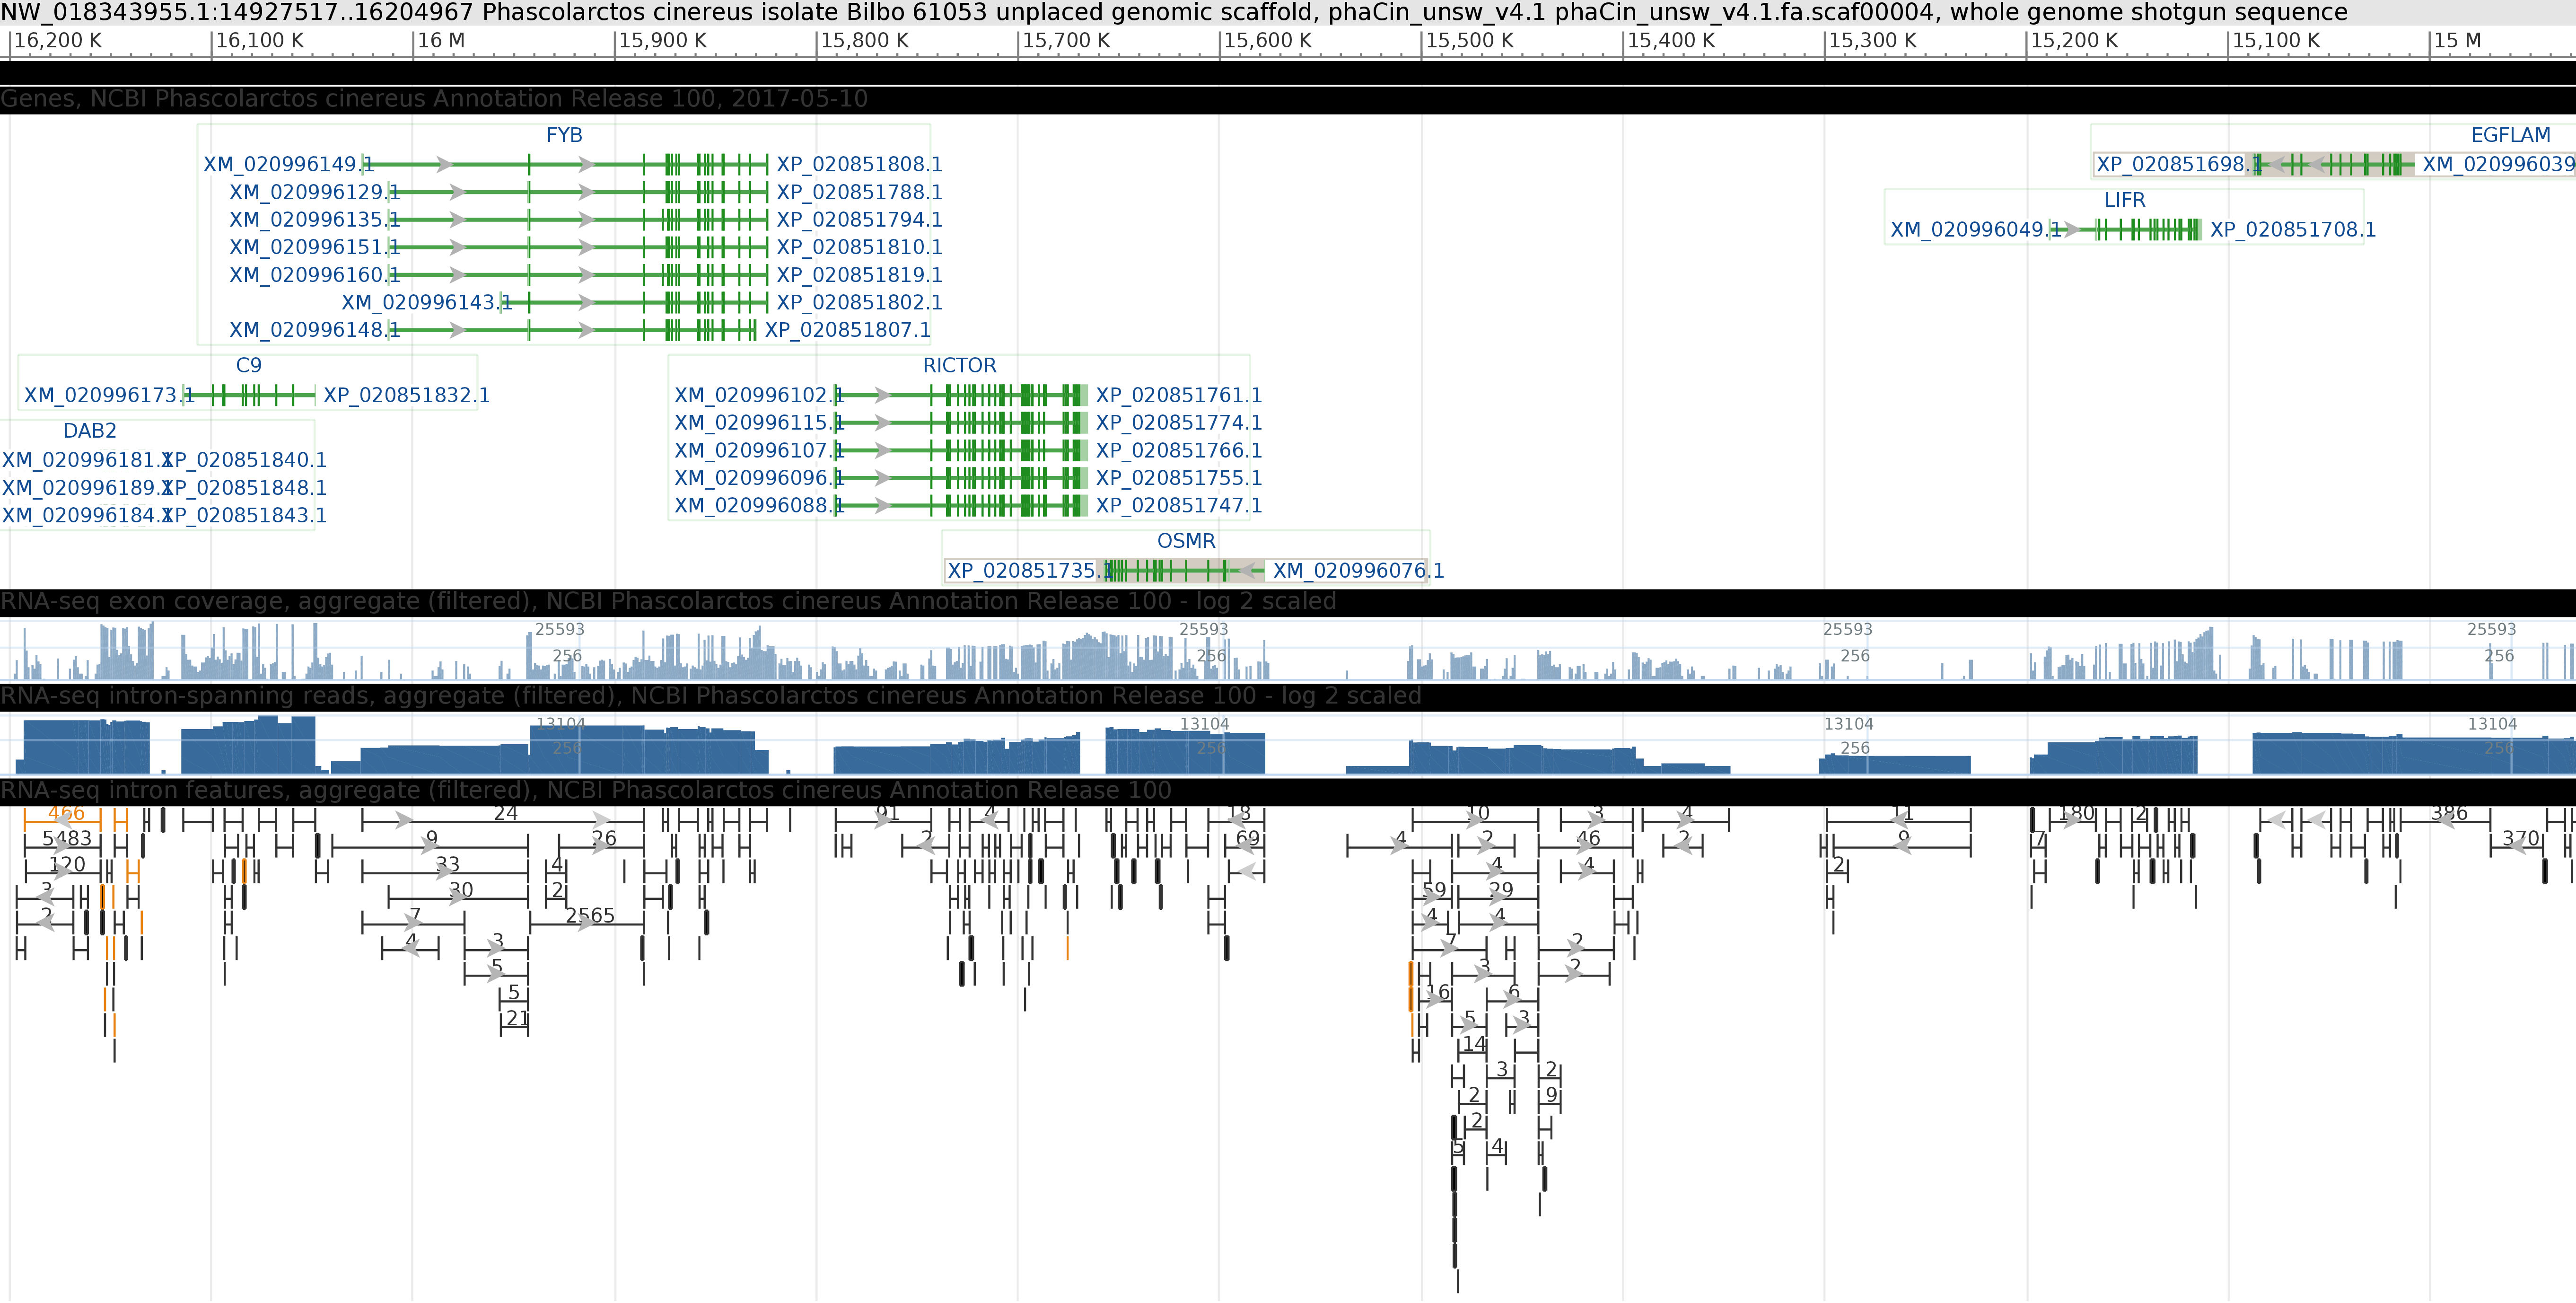 NW_018343955.1:14927517..16204967 Phascolarctos cinereus isolate Bilbo 61053 unplaced genomic scaffold, phaCin_unsw_v4.1 phaCin_unsw_v4.1.fa.scaf00004, whole genome shotgun sequence
16,200 K 16,100 K 16 M 15,900 K 15,800 K 15,700 K 15,600 K 15,500 K 15,400 K 15,300 K 15,200 K 15,100 K 15 M
Genes, NCBI Phascolarctos cinereus Annotation Release 100, 2017-05-10
FYB EGFLAM
XM_020996149.1 XP_020851808.1 XP_020851698.1 XM_020996039
XM_020996129.1 XP_020851788.1 LIFR
XM_020996135.1 XP_020851794.1 XM_020996049.1 XP_020851708.1
XM_020996151.1 XP_020851810.1
XM_020996160.1 XP_020851819.1
XM_020996143.1 XP_020851802.1
XM_020996148.1 XP_020851807.1
C9 RICTOR
XM_020996173.1 XP_020851832.1 XM_020996102.1 XP_020851761.1
DAB2 XM_020996115.1 XP_020851774.1
XM_020996181.1 XP_020851840.1 XM_020996107.1 XP_020851766.1
XM_020996189.1 XP_020851848.1 XM_020996096.1 XP_020851755.1
XM_020996184.1 XP_020851843.1 XM_020996088.1 XP_020851747.1
OSMR
XP_020851735.1 XM_020996076.1
RNA-seq exon coverage, aggregate (filtered), NCBI Phascolarctos cinereus Annotation Release 100 - log 2 scaled
25593 25593 25593 25593
256 256 256 256
RNA-seq intron-spanning reads, aggregate (filtered), NCBI Phascolarctos cinereus Annotation Release 100 - log 2 scaled
13104 13104 13104 13104
256 256 256 256
RNA-seq intron features, aggregate (filtered), NCBI Phascolarctos cinereus Annotation Release 100
466 24 91 4 18 10 3 4 11 180 2 386
5483 9 26 2 69 4 2 46 2 9 7 370
120 33 4 4 4 2
3 30 2 59 29
2 7 2565 4 4
4 3 7 2
5 3 2
5 16 6
21 5 3
14
3 2
2 9
2
5 4